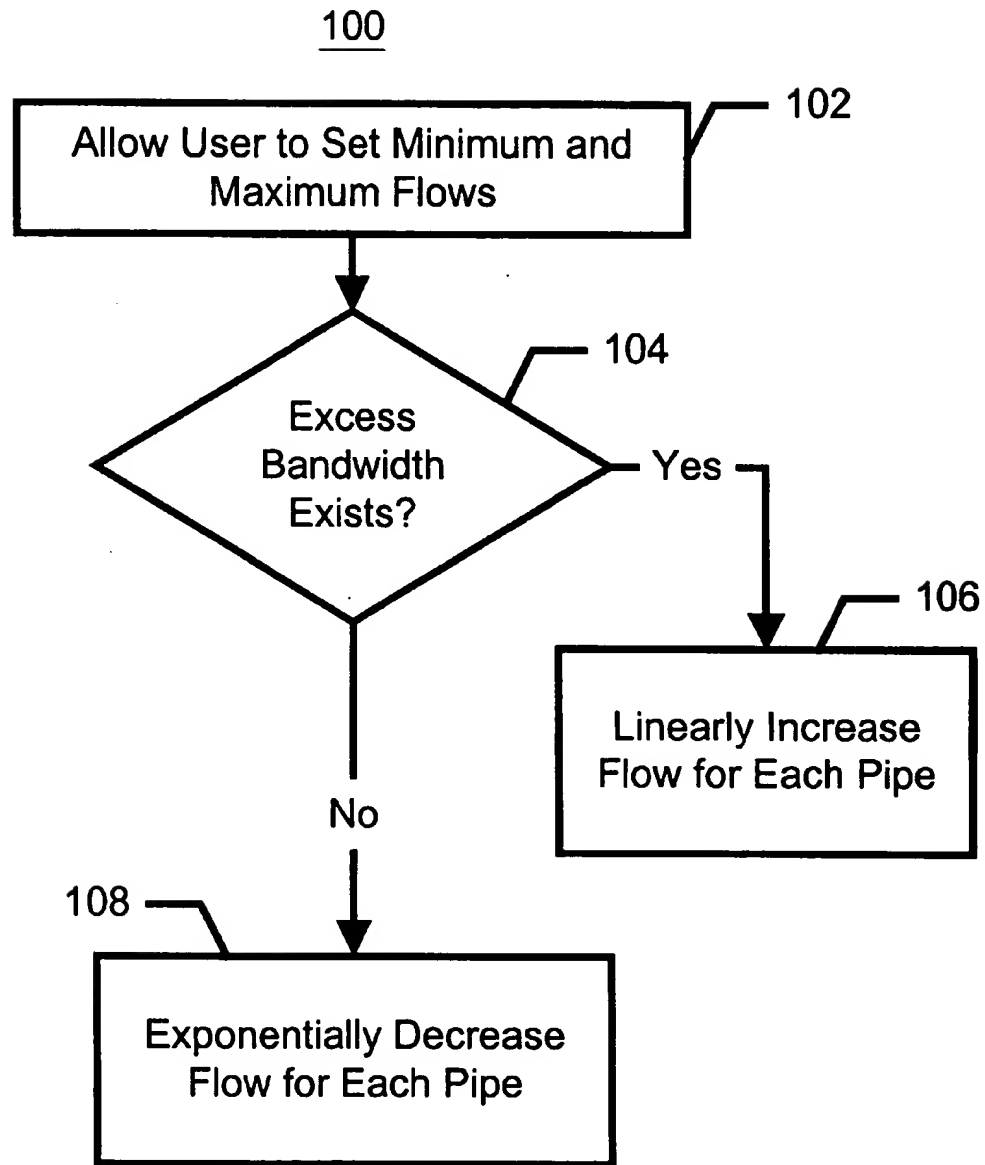 100
Allow User to Set Minimum and
Maximum Flows
102
Excess
Bandwidth
Exists?
104
Yes
106
Linearly Increase
Flow for Each Pipe
No
108
Exponentially Decrease
Flow for Each Pipe